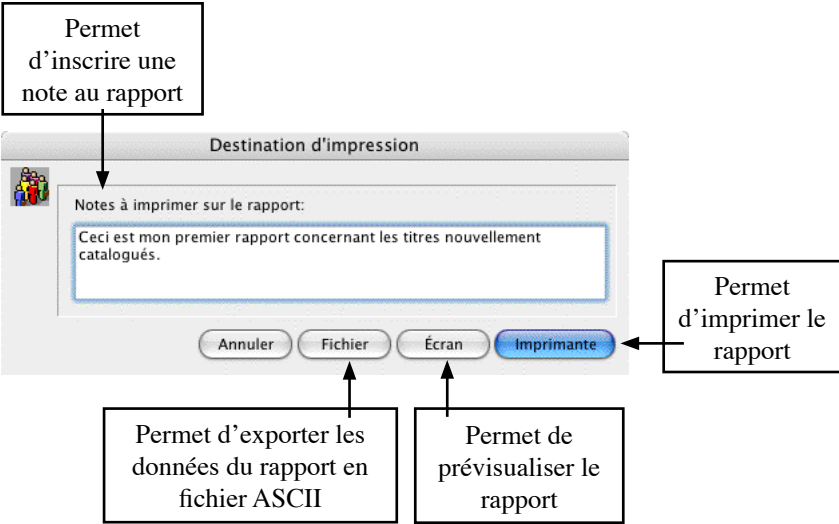 Permet
d’inscrire une
note au rapport
Destination d'impression
Notes à imprimer sur le rapport:
Ceci est mon premier rapport concernant les titres nouvellement
catalogués.
Annuler
Fichier
Écran
Imprimante
Permet
d’imprimer le
rapport
Permet d’exporter les
données du rapport en
fichier ASCII
Permet de
prévisualiser le
rapport